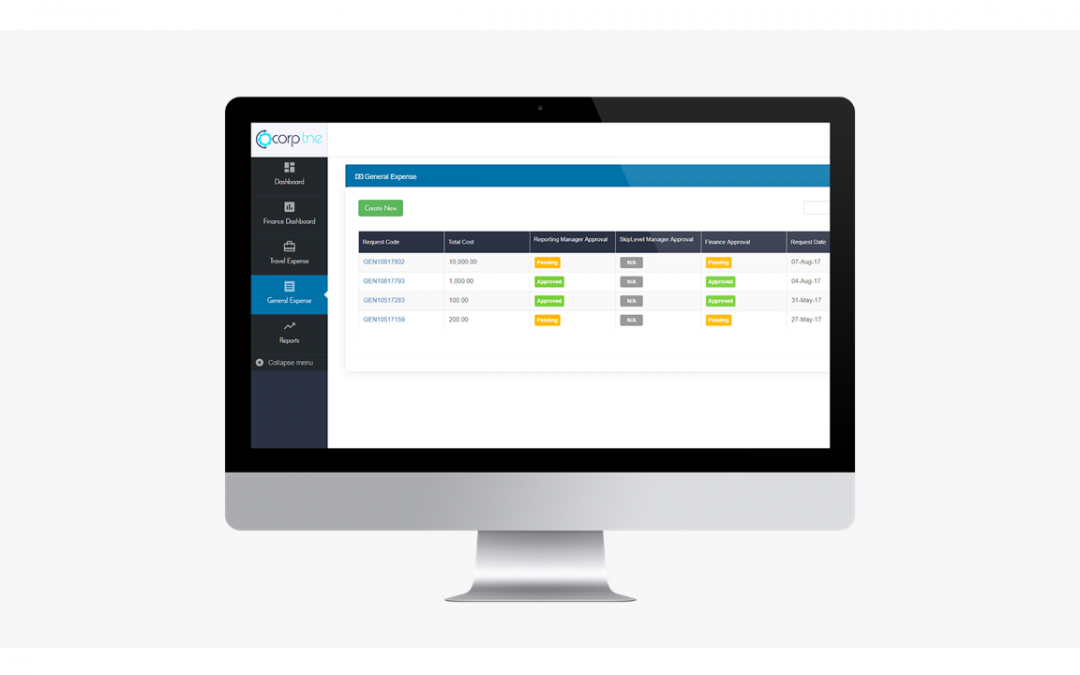 corp tne
Dashboard
Finance Dashboard
Travel Expense
General Expense
Reports
Collapse menu
General Expense
Create New
Request Code Total Cost Reporting Manager Approval SkipLevel Manager Approval Finance Approval Request Date
GEN10817802 10,000.00 Pending N/A Pending 07-Aug-17
GEN10817793 1,000.00 Approved N/A Approved 04-Aug-17
GEN10517283 100.00 Approved N/A Approved 31-May-17
GEN10517159 200.00 Pending N/A Pending 27-May-17